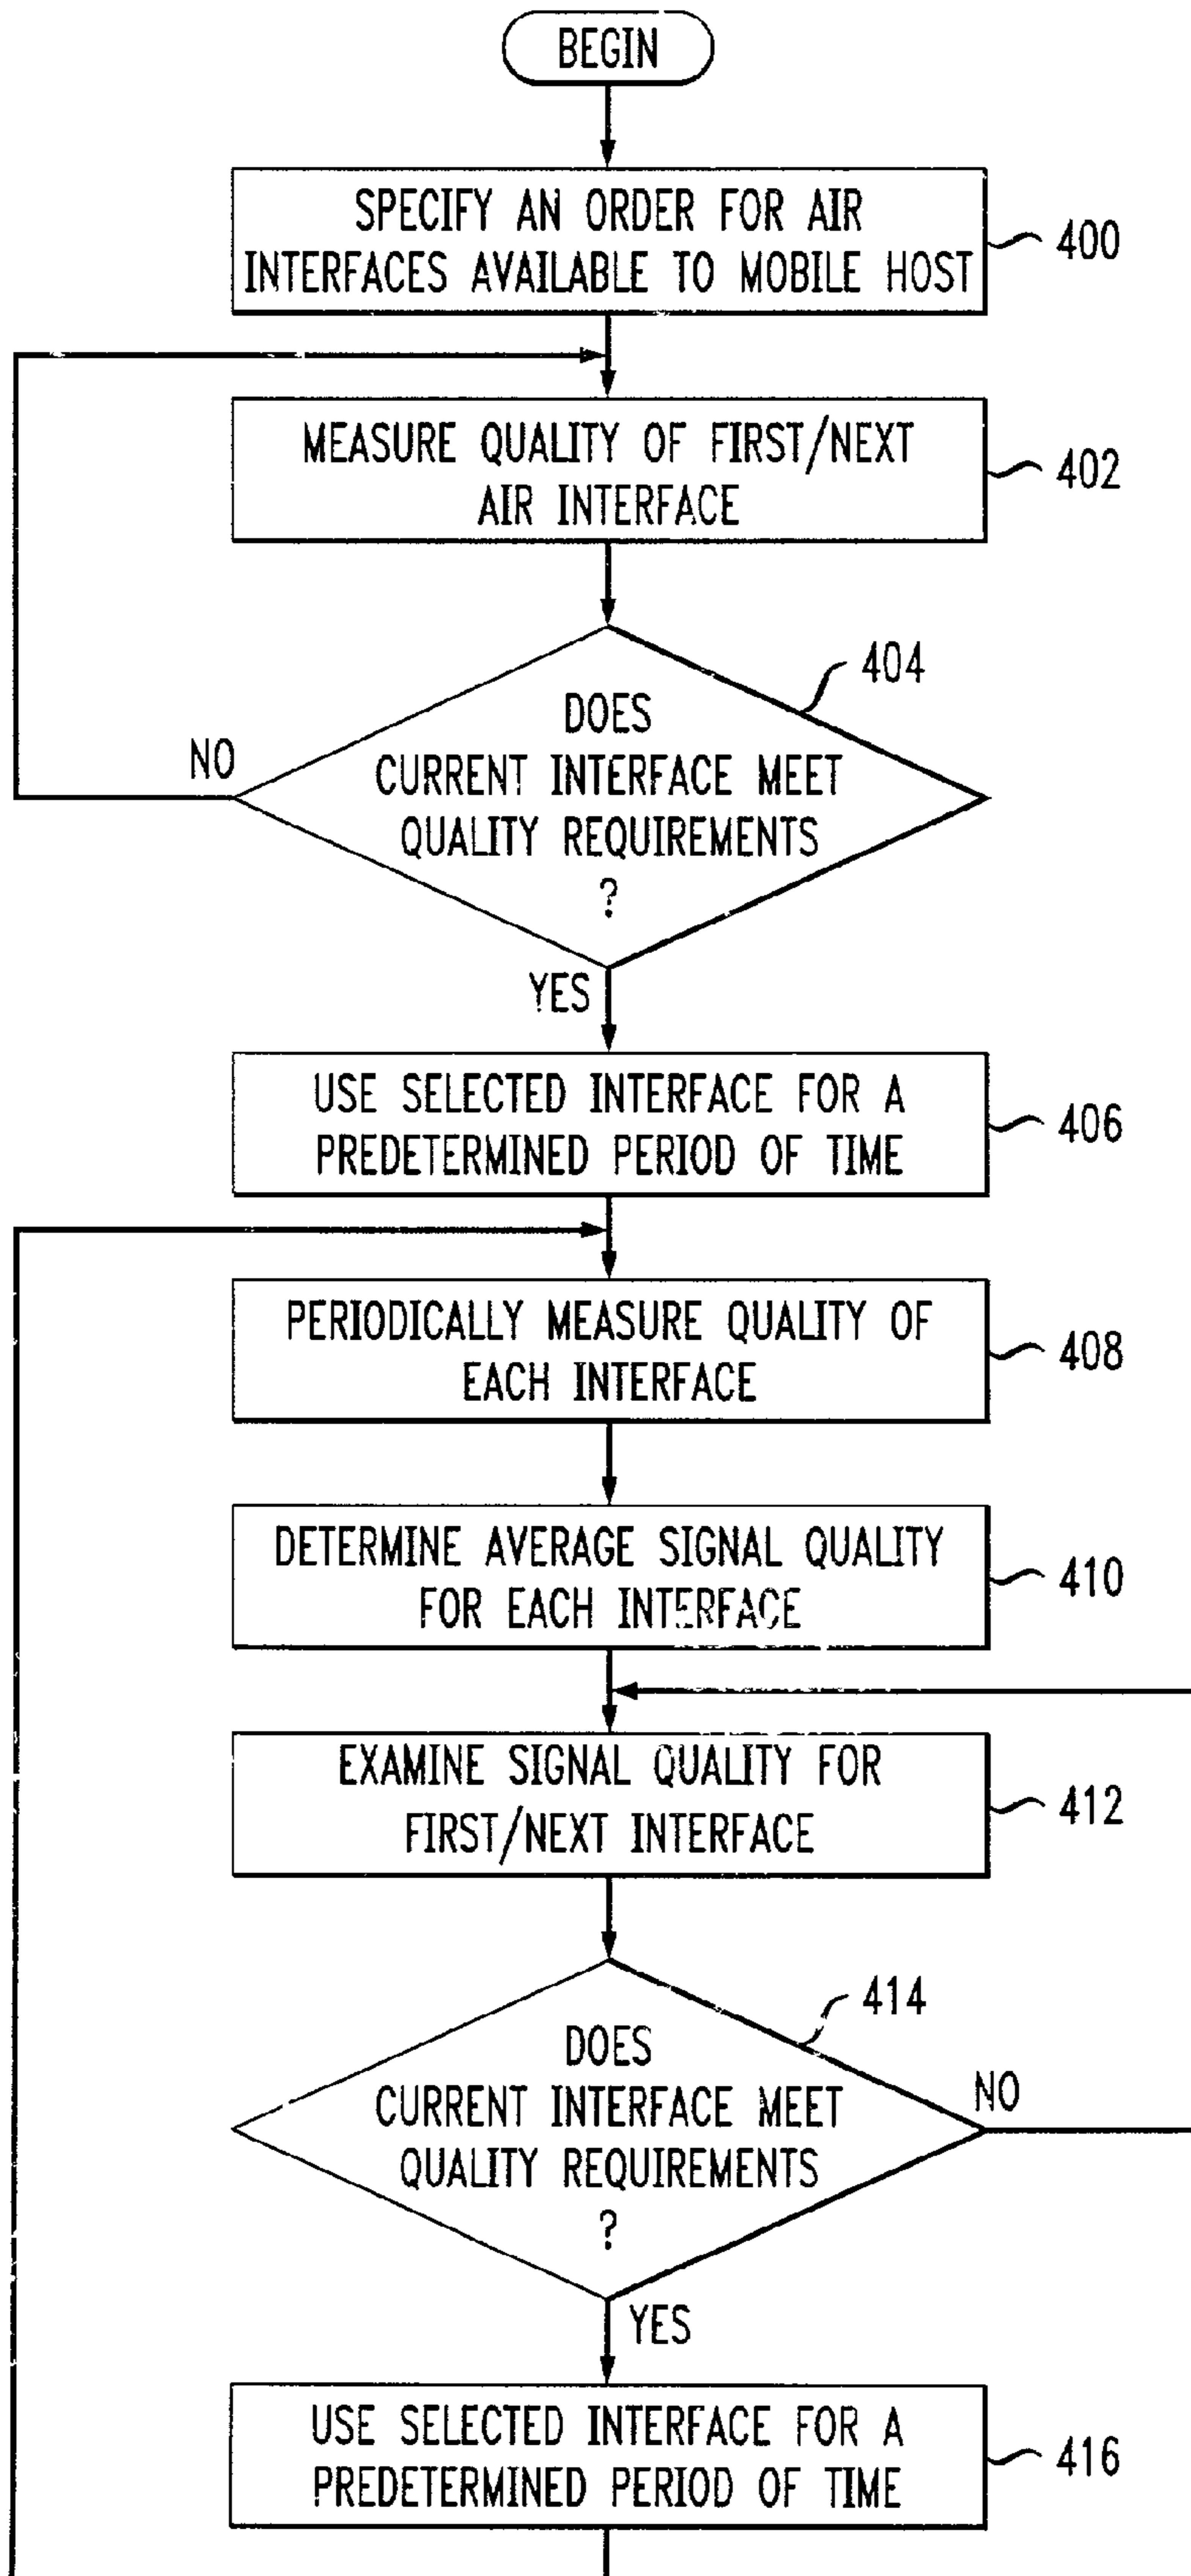 BEGIN
SPECIFY AN ORDER FOR AIR
INTERFACES AVAILABLE TO MOBILE HOST
400
MEASURE QUALITY OF FIRST/NEXT
AIR INTERFACE
402
404
DOES
CURRENT INTERFACE MEET
QUALITY REQUIREMENTS
?
NO
YES
USE SELECTED INTERFACE FOR A
PREDETERMINED PERIOD OF TIME
406
PERIODICALLY MEASURE QUALITY OF
EACH INTERFACE
408
DETERMINE AVERAGE SIGNAL QUALITY
FOR EACH INTERFACE
410
EXAMINE SIGNAL QUALITY FOR
FIRST/NEXT INTERFACE
412
414
DOES
CURRENT INTERFACE MEET
QUALITY REQUIREMENTS
?
NO
YES
USE SELECTED INTERFACE FOR A
PREDETERMINED PERIOD OF TIME
416